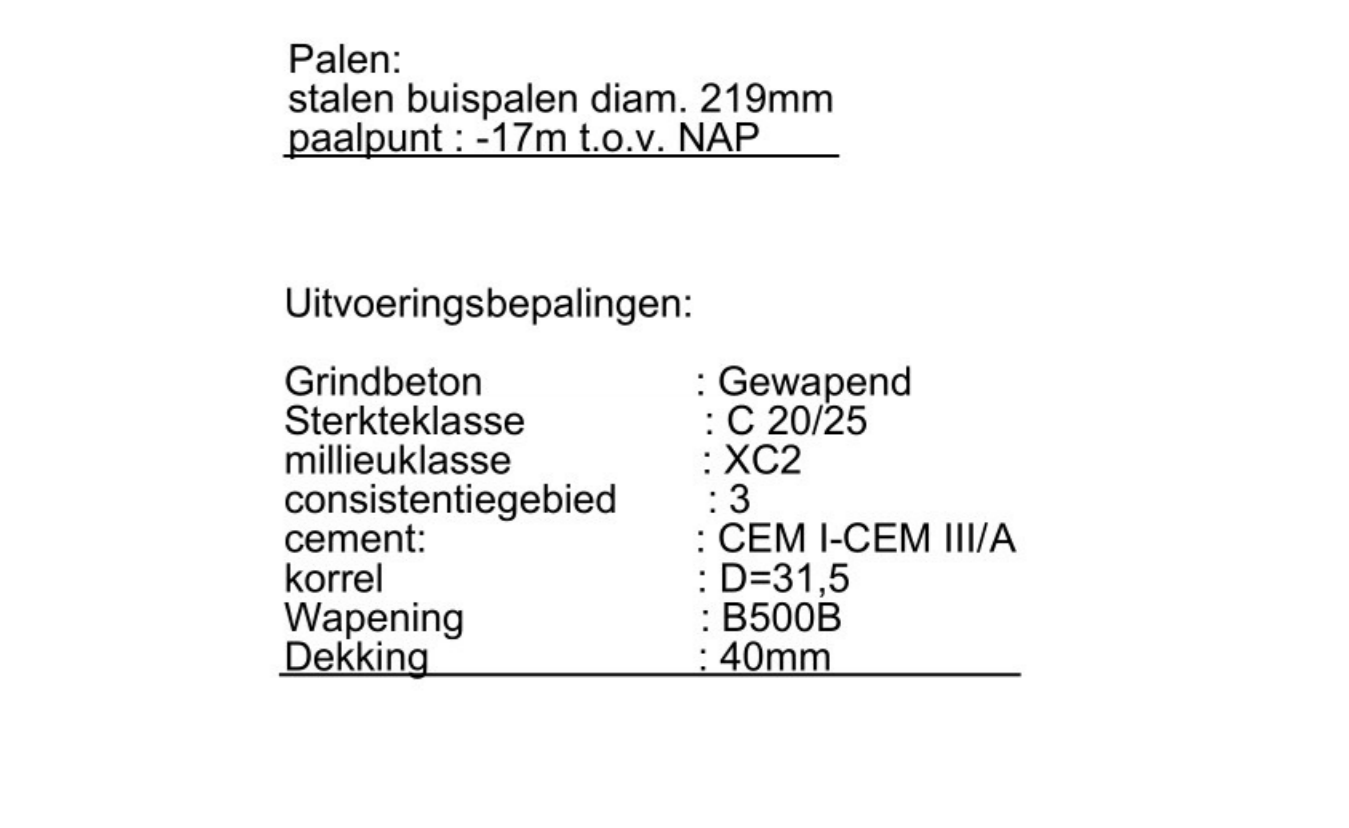 Palen:
stalen buispalen diam. 219mm
paalpunt : -17m t.o.v. NAP
Uitvoeringsbepalingen:
Grindbeton : Gewapend
Sterkteklasse : C 20/25
millieuklasse : XC2
consistentiegebied : 3
cement: : CEM I-CEM III/A
korrel : D=31,5
Wapening : B500B
Dekking : 40mm